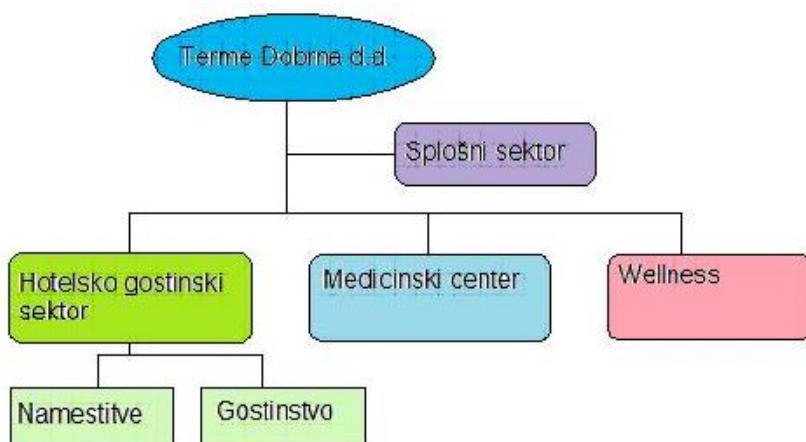 Terme Dobrna d.d.
Splošni sektor
Hotelsko gostinski
sektor
Medicinski center
Wellness
Namestitve
Gostinstvo